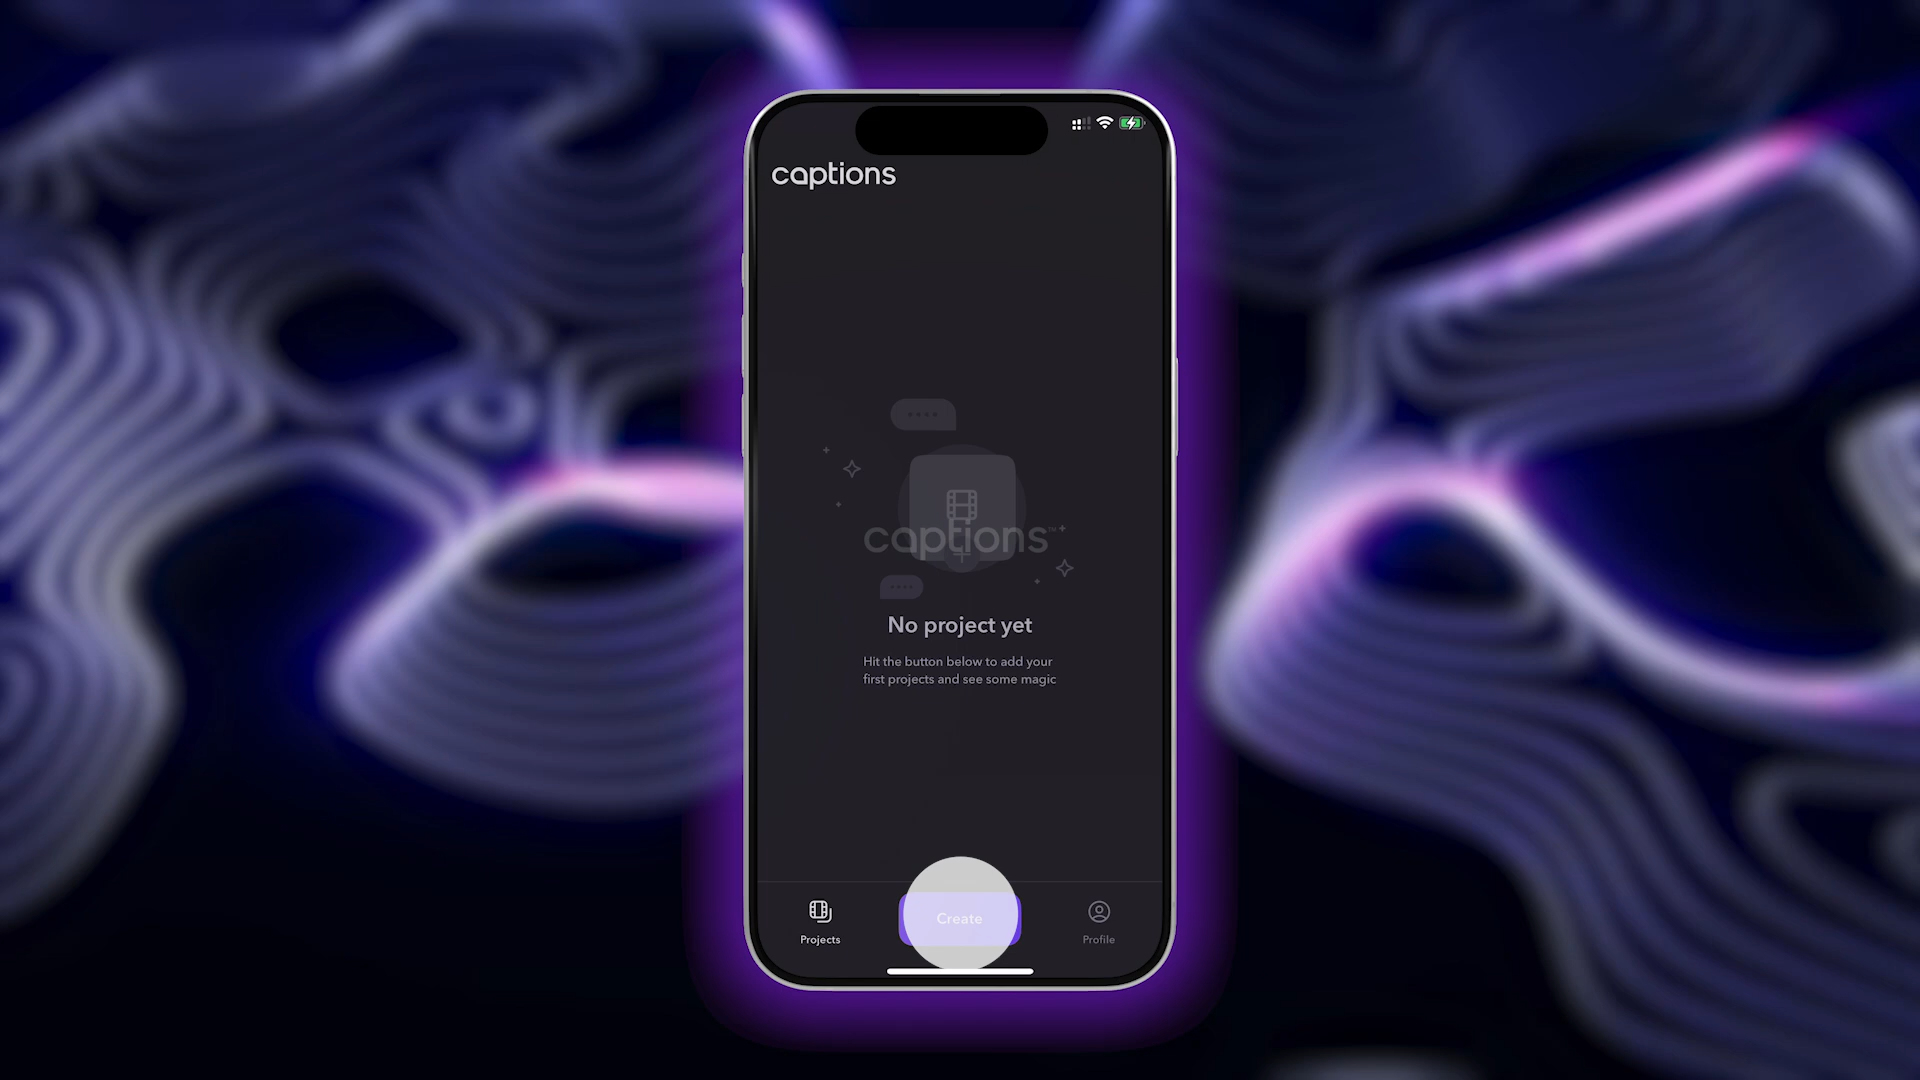 captions
captions™
No project yet
Hit the button below to add your
first projects and see some magic
Create
Projects
Profile